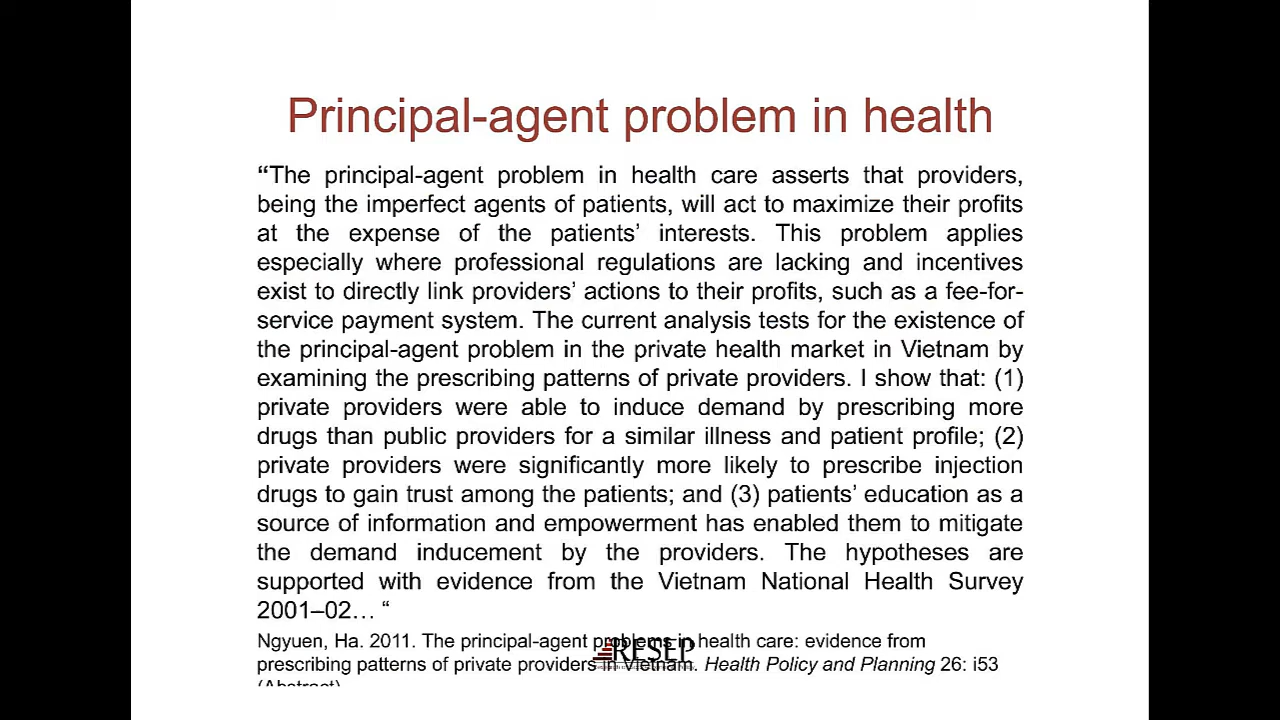 Principal-agent problem in health
“The principal-agent problem in health care asserts that providers,
being the imperfect agents of patients, will act to maximize their profits
at the expense of the patients’ interests. This problem applies
especially where professional regulations are lacking and incentives
exist to directly link providers’ actions to their profits, such as a fee-for-
service payment system. The current analysis tests for the existence of
the principal-agent problem in the private health market in Vietnam by
examining the prescribing patterns of private providers. I show that: (1)
private providers were able to induce demand by prescribing more
drugs than public providers for a similar illness and patient profile; (2)
private providers were significantly more likely to prescribe injection
drugs to gain trust among the patients; and (3) patients’ education as a
source of information and empowerment has enabled them to mitigate
the demand inducement by the providers. The hypotheses are
supported with evidence from the Vietnam National Health Survey
2001–02… “
Ngyuen, Ha. 2011. The principal-agent problems in health care: evidence from
prescribing patterns of private providers in Vietnam. Health Policy and Planning 26: i53
(Abstract)
RESEP